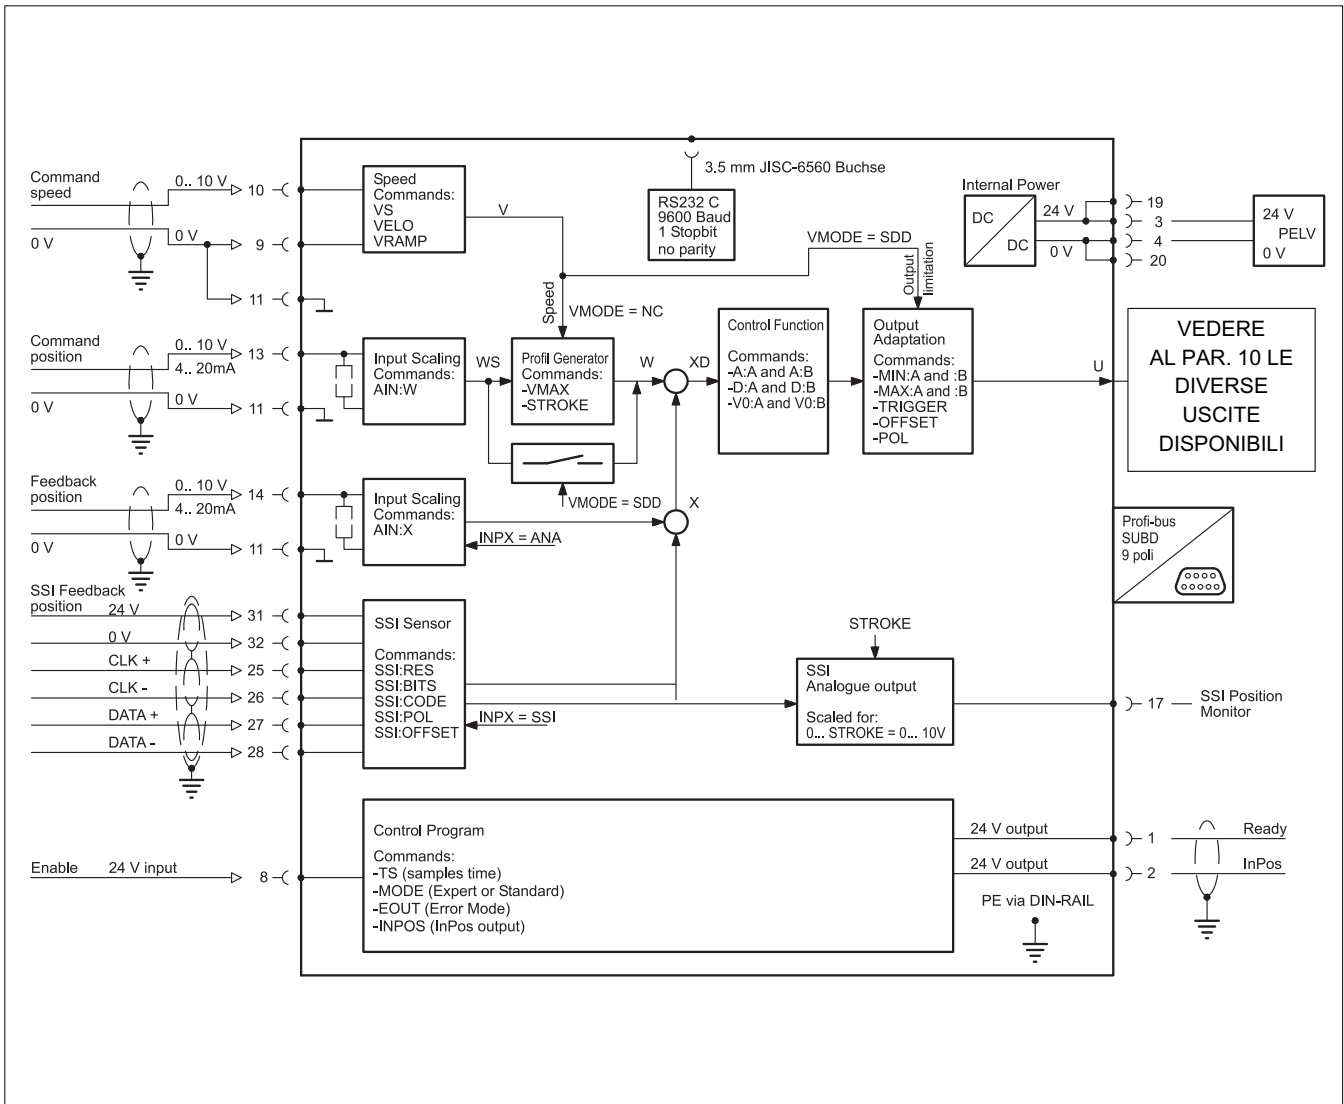 Command
speed
0.. 10 V
10
0 V
0 V
9
11
Speed
Commands:
VS
VELO
VRAMP
V
3.5 mm JISC-6560 Buchse
RS232 C
9600 Baud
1 Stopbit
no parity
Internal Power
DC
DC
24 V
0 V
19
3
4
20
24 V
PELV
0 V
VMODE = SDD
Output
limitation
Speed
VMODE = NC
Command
position
0.. 10 V
4.. 20mA
13
0 V
0 V
11
Input Scaling
Commands:
AIN:W
WS
Profil Generator
Commands:
-VMAX
-STROKE
W
XD
Control Function
Commands:
-A:A and A:B
-D:A and D:B
-V0:A and V0:B
Output
Adaptation
Commands:
-MIN:A and :B
-MAX:A and :B
-TRIGGER
-OFFSET
-POL
U
VEDERE
AL PAR. 10 LE
DIVERSE
USCITE
DISPONIBILI
VMODE = SDD
X
Feedback
position
0.. 10 V
4.. 20mA
14
0 V
0 V
11
Input Scaling
Commands:
AIN:X
INPX = ANA
Profi-bus
SUBD
9 poli
SSI Feedback
position
24 V
31
0 V
32
CLK +
25
CLK -
26
DATA +
27
DATA -
28
SSI Sensor
Commands:
SSI:RES
SSI:BITS
SSI:CODE
SSI:POL
SSI:OFFSET
INPX = SSI
STROKE
SSI
Analogue output
Scaled for:
0... STROKE = 0... 10V
17
SSI Position
Monitor
Enable
24 V input
8
Control Program
Commands:
-TS (samples time)
-MODE (Expert or Standard)
-EOUT (Error Mode)
-INPOS (InPos output)
24 V output
1
Ready
24 V output
2
InPos
PE via DIN-RAIL